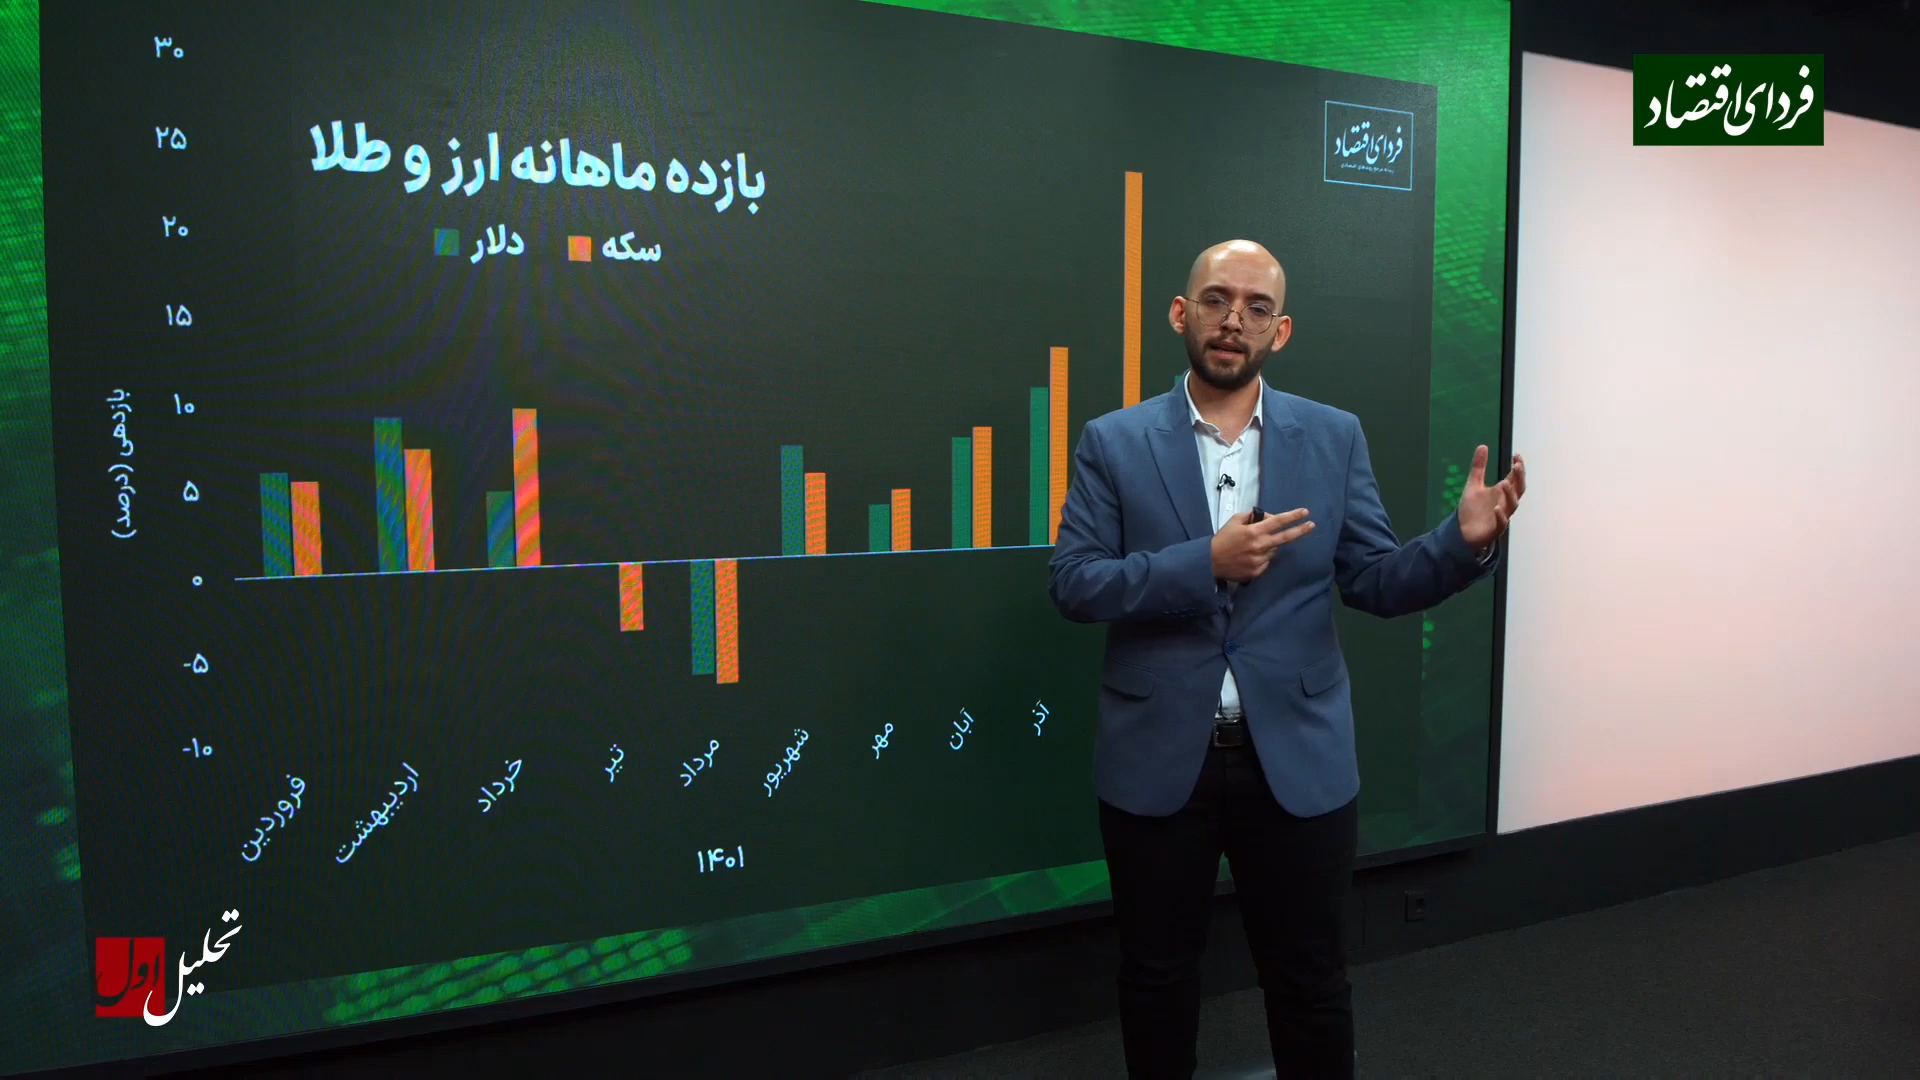 فردای اقتصاد
فردای اقتصاد
بازده ماهانه ارز و طلا
دلار سکه
۳۰
۲۵
۲۰
۱۵
۱۰
۵
۰
-۵
-۱۰
بازدهی (درصد)
فروردین اردیبهشت خرداد تیر مرداد شهریور مهر آبان آذر
۱۴۰۱
تحلیل اول